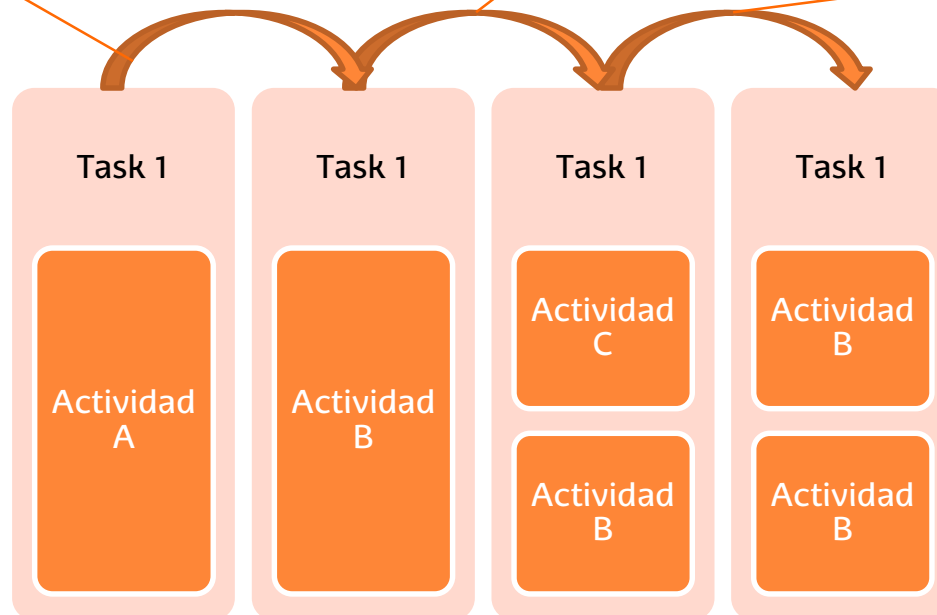 Task 1
Actividad
A
Task 1
Actividad
B
Task 1
Actividad
C
Actividad
B
Task 1
Actividad
B
Actividad
B